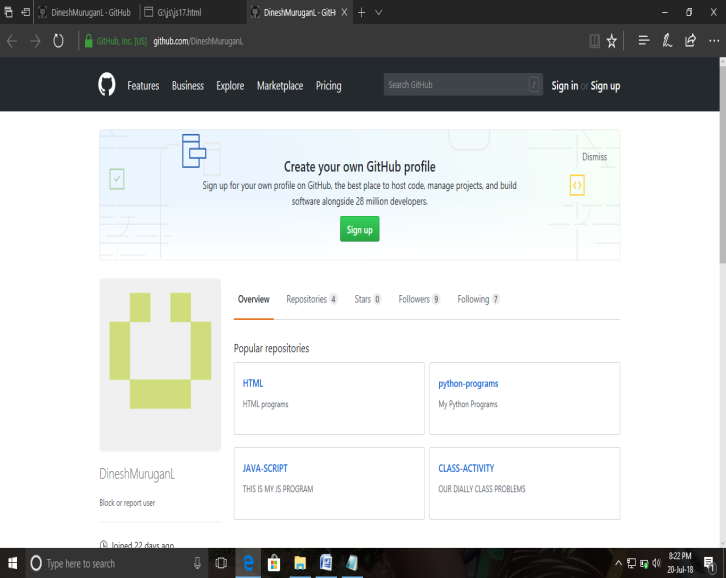 DineshMuruganL - GitHub
G:\js\js17.html
DineshMuruganL - GitH
GitHub, Inc. [US] github.com/DineshMuruganL
Features Business Explore Marketplace Pricing
Search GitHub /
Sign in or Sign up
Dismiss
Create your own GitHub profile
Sign up for your own profile on GitHub, the best place to host code, manage projects, and build
software alongside 28 million developers.
Sign up
Overview Repositories 4 Stars 0 Followers 9 Following 7
Popular repositories
HTML
HTML programs
python-programs
My Python Programs
JAVA-SCRIPT
THIS IS MY JS PROGRAM
CLASS-ACTIVITY
OUR DIALLY CLASS PROBLEMS
DineshMuruganL
Block or report user
Joined 22 days ago
Type here to search
8:22 PM
20-Jul-18
1